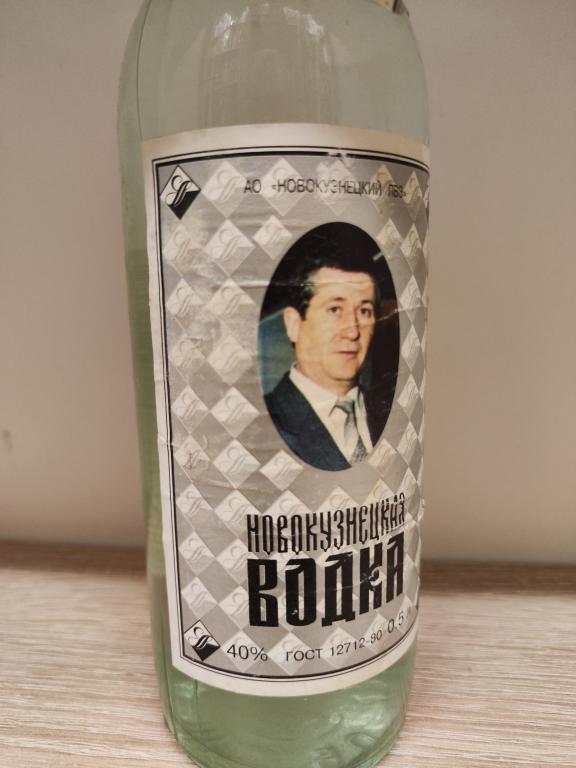 АО «НОВОКУЗНЕЦКИЙ ЛВЗ»
НОВОКУЗНЕЦКАЯ
ВОДКА
40% ГОСТ 12712-80 0.5 л